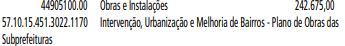 44905100.00 Obras e Instalações 242.675,00
57.10.15.451.3022.1170 Intervenção, Urbanização e Melhoria de Bairros - Plano de Obras das
Subprefeituras